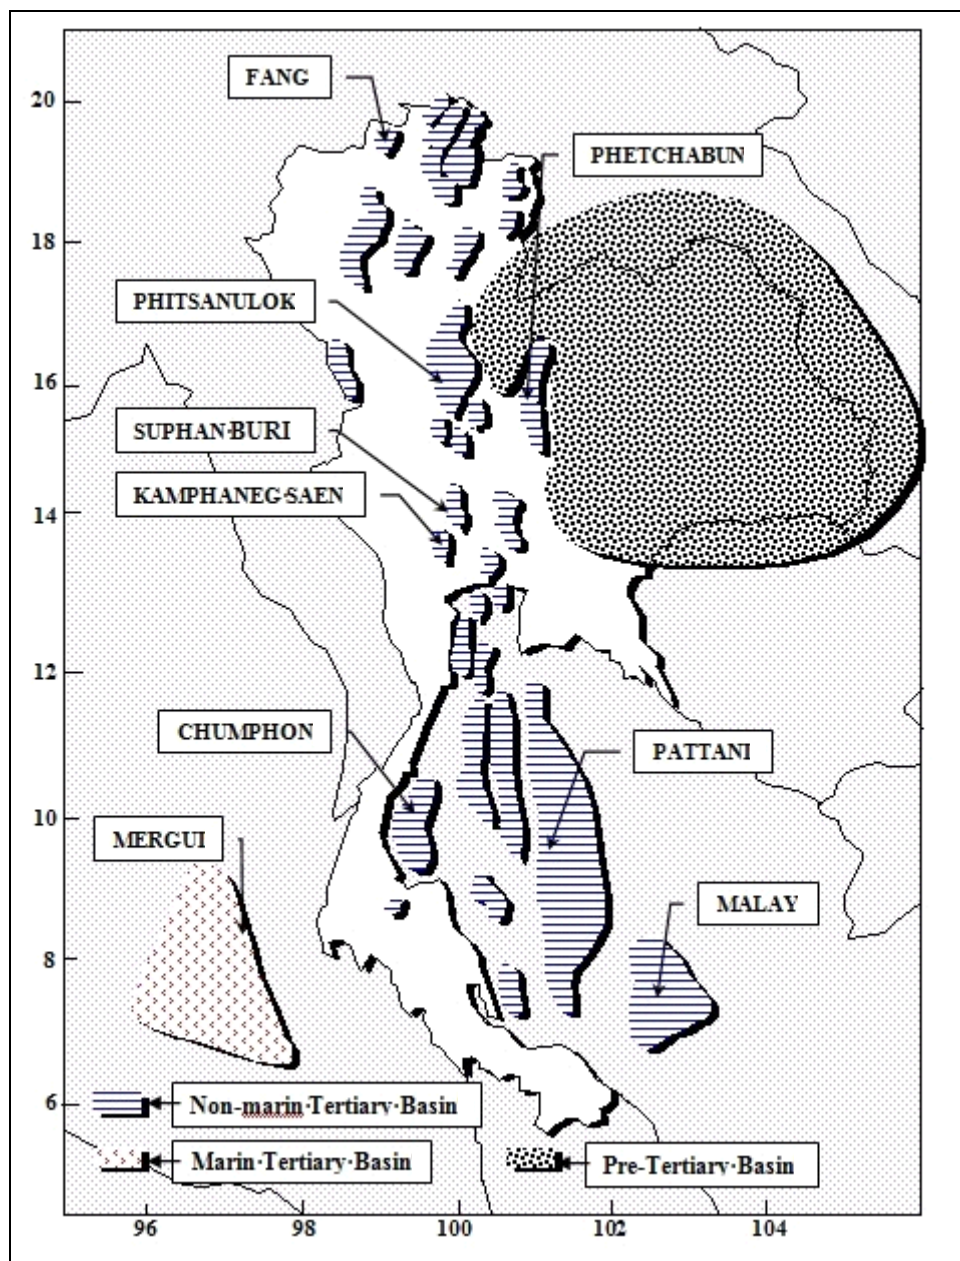 FANG
20
PHETCHABUN
18
PHITSANULOK
16
SUPHAN·BURI
KAMPHANEG·SAEN
14
12
CHUMPHON
PATTANI
10
MERGUI
MALAY
8
6
Non-marin·Tertiary·Basin
Marin·Tertiary·Basin
Pre-Tertiary·Basin
96 98 100 102 104